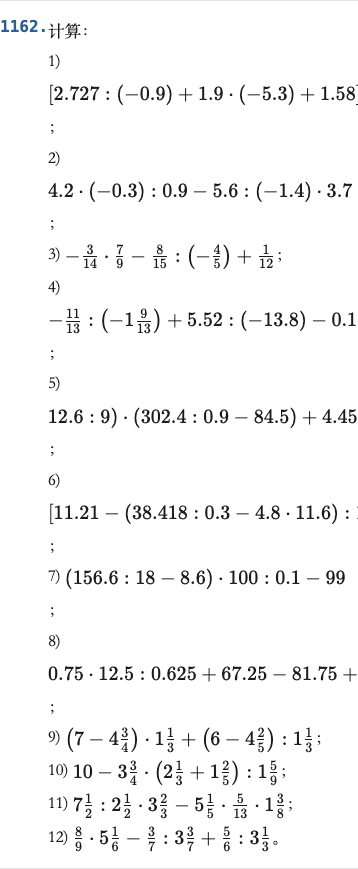 1162. 计算:
1)
[2.727 : (−0.9) + 1.9 · (−5.3) + 1.58]
;
2)
4.2 · (−0.3) : 0.9 − 5.6 : (−1.4) · 3.7
;
3) −3/14 · 7/9 − 8/15 : (−4/5) + 1/12 ;
4)
−11/13 : (−1 9/13) + 5.52 : (−13.8) − 0.1
;
5)
12.6 : 9) · (302.4 : 0.9 − 84.5) + 4.45
;
6)
[11.21 − (38.418 : 0.3 − 4.8 · 11.6) :
;
7) (156.6 : 18 − 8.6) · 100 : 0.1 − 99
;
8)
0.75 · 12.5 : 0.625 + 67.25 − 81.75 +
;
9) (7 − 4 3/4) · 1 1/3 + (6 − 4 2/5) : 1 1/3 ;
10) 10 − 3 3/4 · (2 1/3 + 1 2/5) : 1 5/9 ;
11) 7 1/2 : 2 1/2 · 3 2/3 − 5 1/5 · 5/13 · 1 3/8 ;
12) 8/9 · 5 1/6 − 3/7 : 3 3/7 + 5/6 : 3 1/3 。